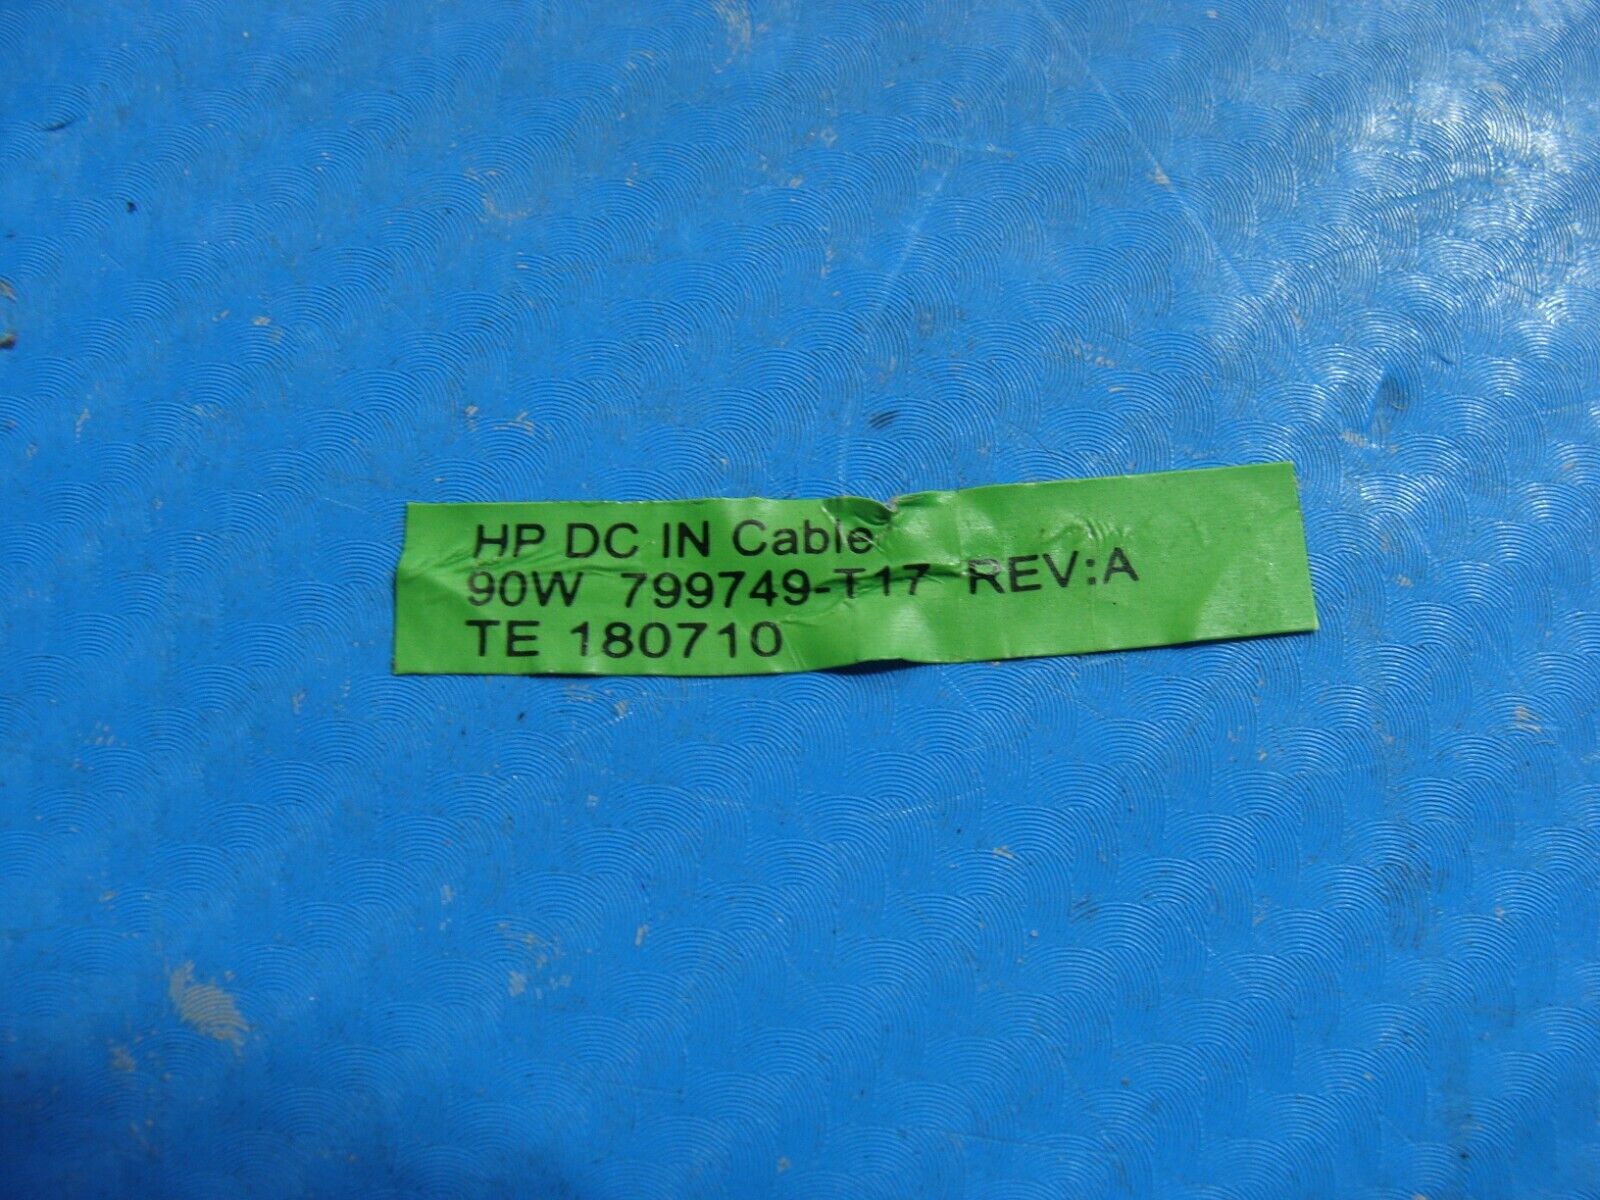 HP DC IN Cable
90W 799749-T17 REV:A
TE 180710